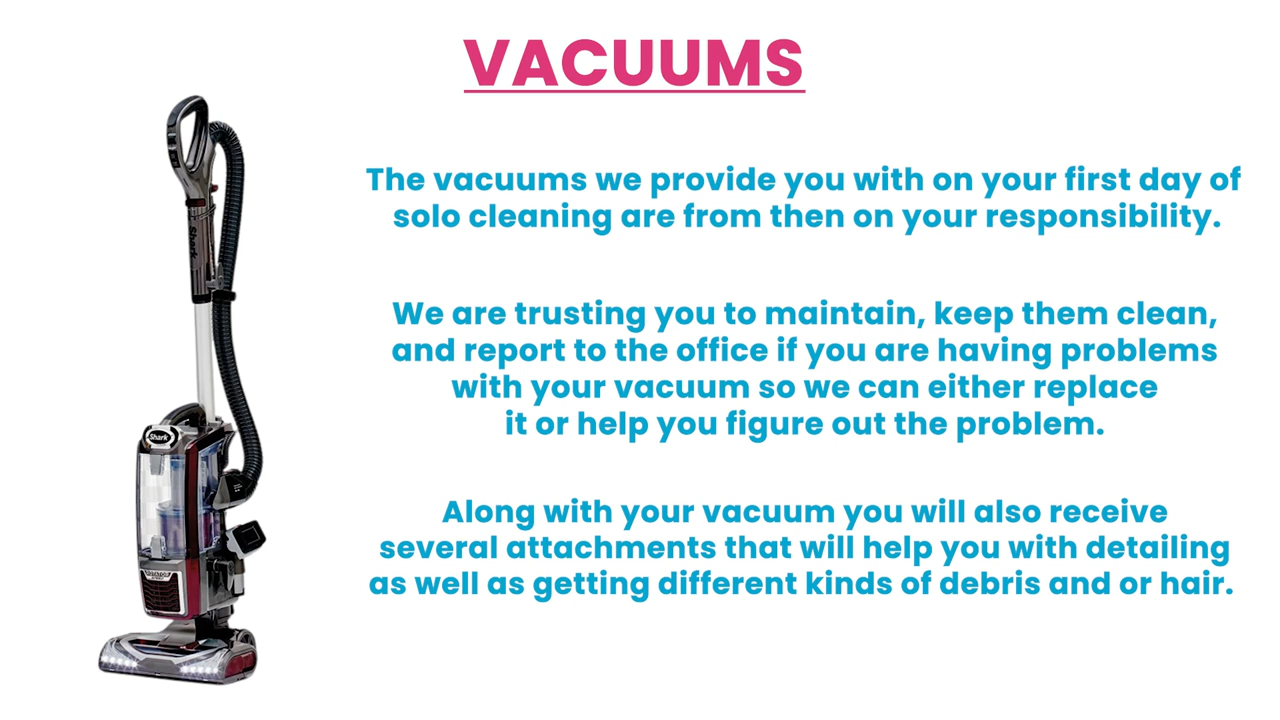 VACUUMS
The vacuums we provide you with on your first day of
solo cleaning are from then on your responsibility.
We are trusting you to maintain, keep them clean,
and report to the office if you are having problems
with your vacuum so we can either replace
it or help you figure out the problem.
Along with your vacuum you will also receive
several attachments that will help you with detailing
as well as getting different kinds of debris and or hair.
Shark
Shark